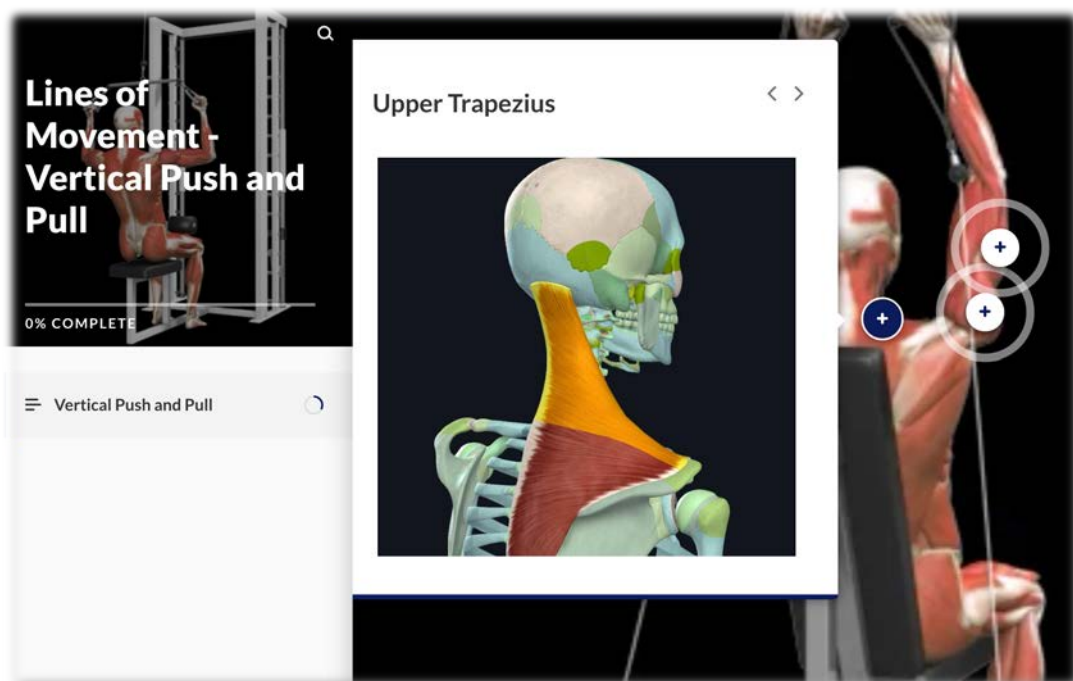 Lines of
Movement -
Vertical Push and
Pull
0% COMPLETE
Vertical Push and Pull
Upper Trapezius